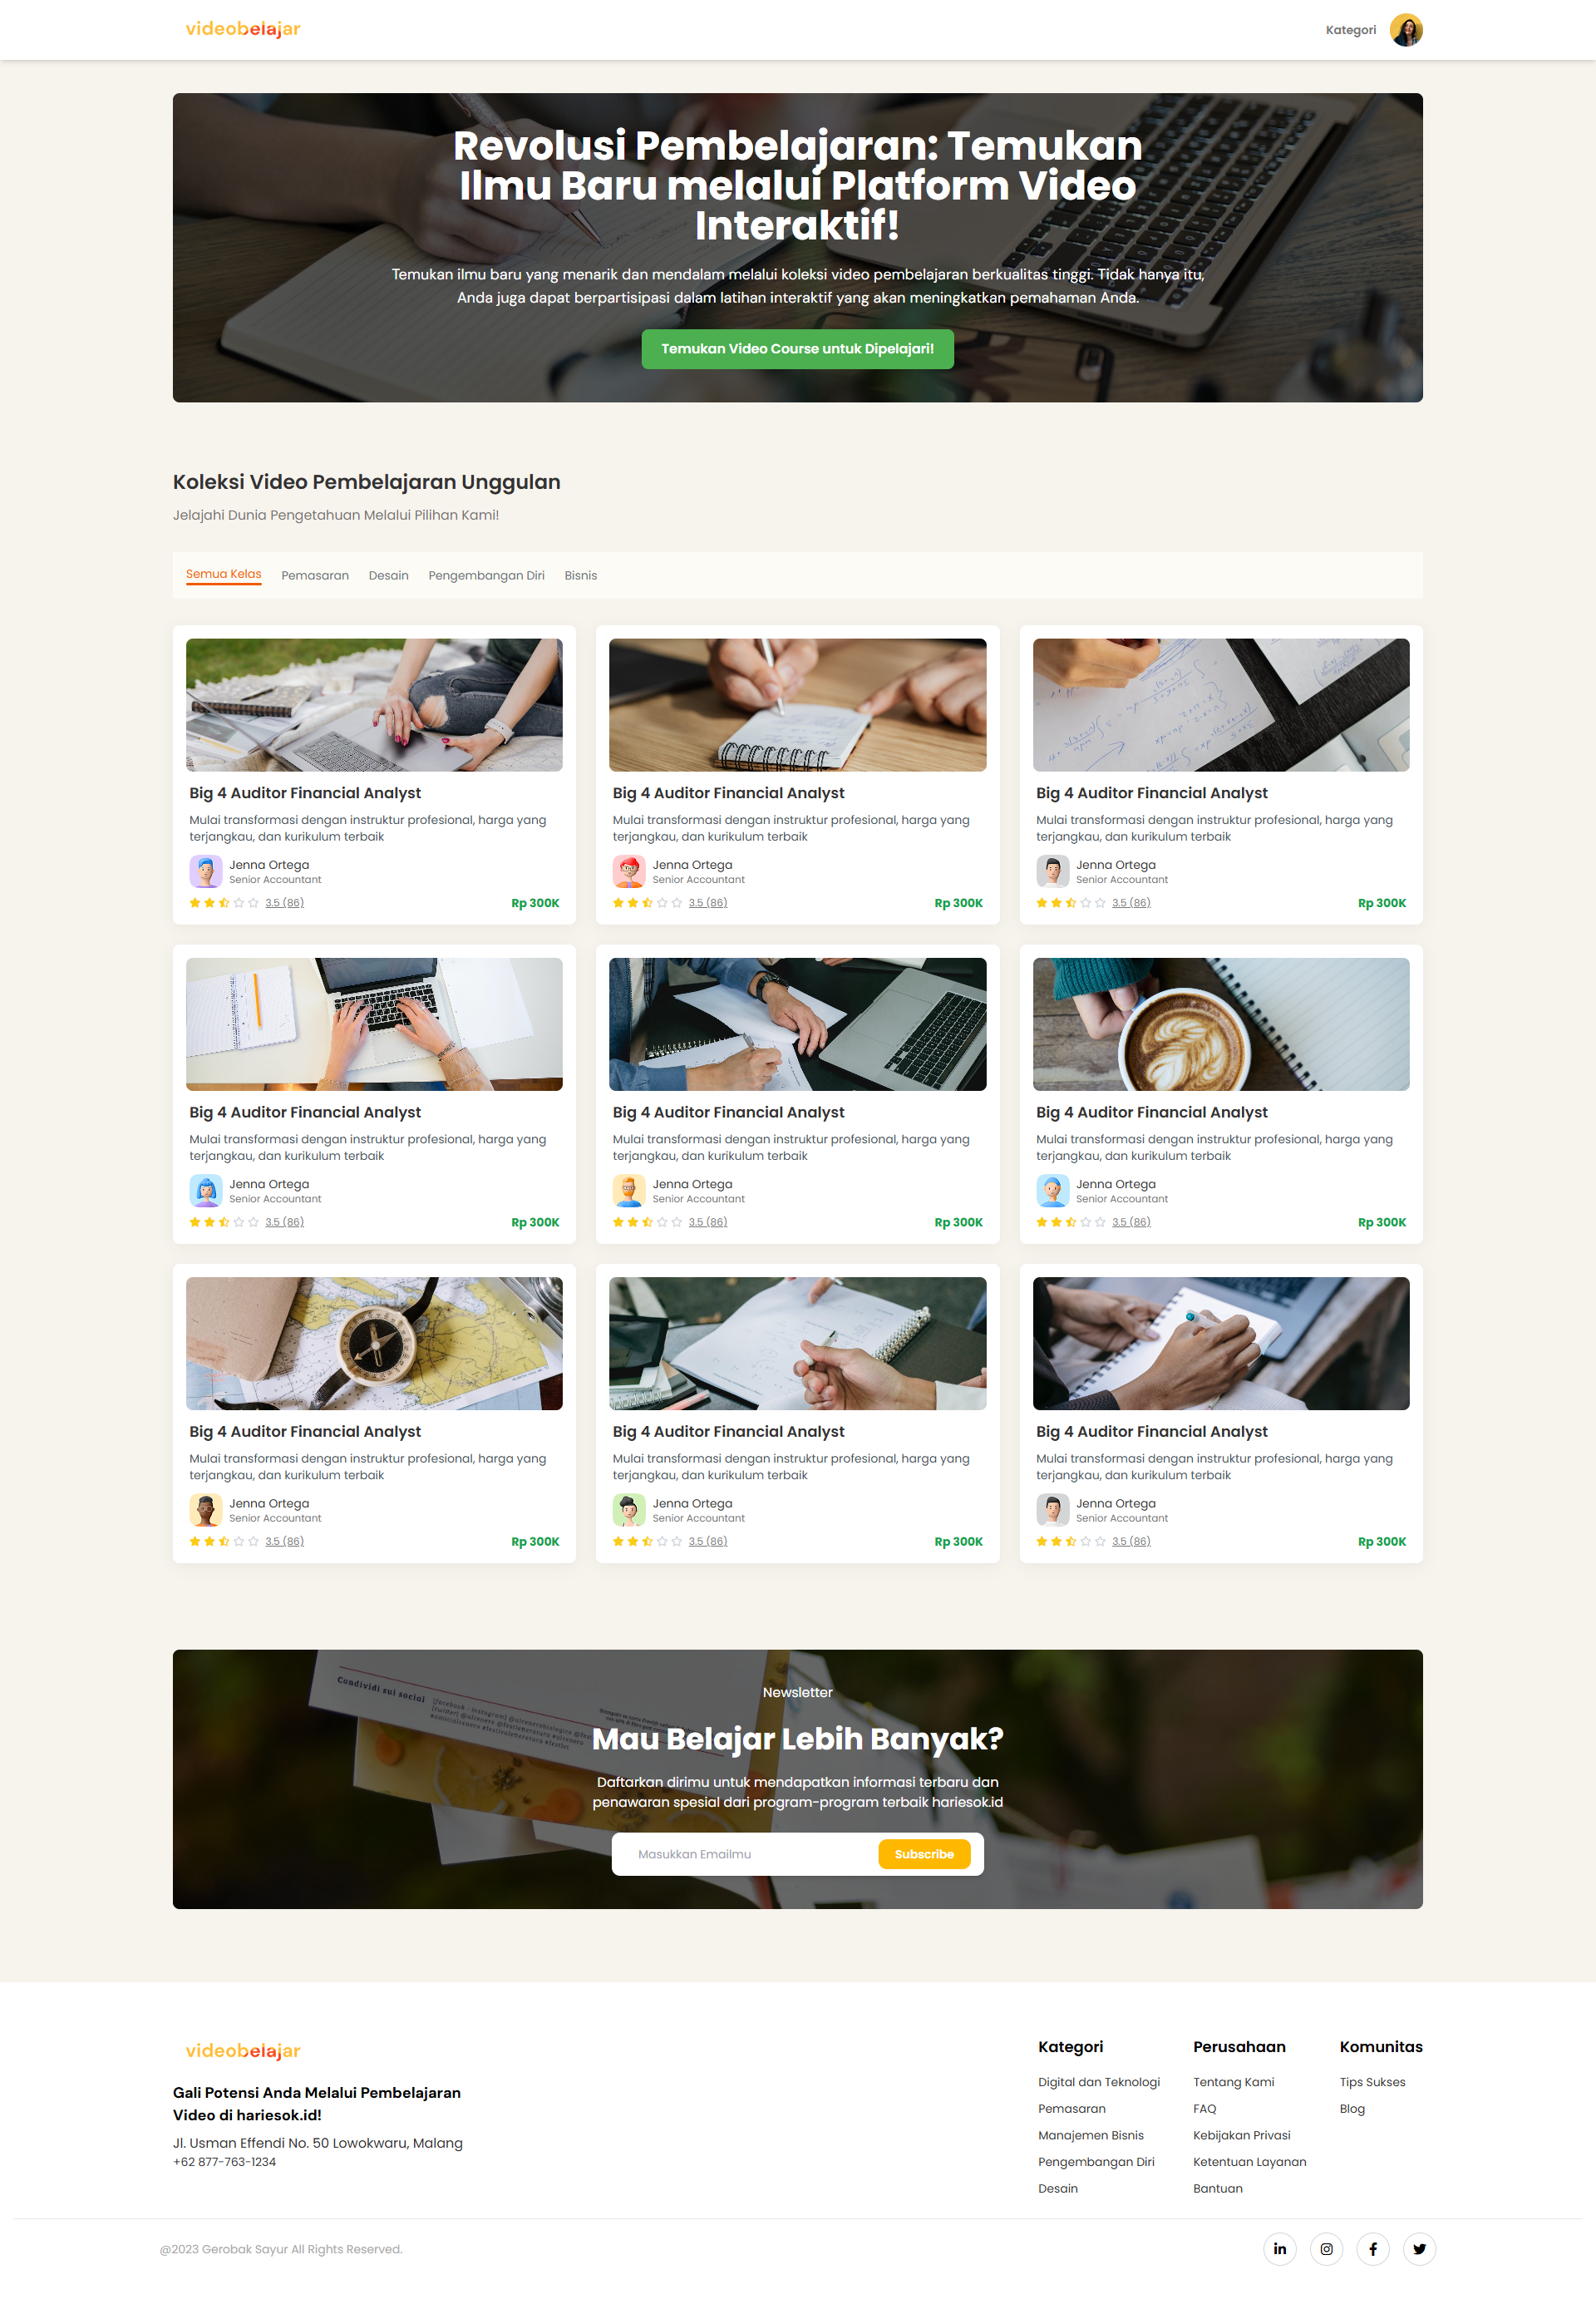 videobelajar
Kategori
Revolusi Pembelajaran: Temukan
Ilmu Baru melalui Platform Video
Interaktif!
Temukan ilmu baru yang menarik dan mendalam melalui koleksi video pembelajaran berkualitas tinggi. Tidak hanya itu,
Anda juga dapat berpartisipasi dalam latihan interaktif yang akan meningkatkan pemahaman Anda.
Temukan Video Course untuk Dipelajari!
Koleksi Video Pembelajaran Unggulan
Jelajahi Dunia Pengetahuan Melalui Pilihan Kami!
Semua Kelas Pemasaran Desain Pengembangan Diri Bisnis
Big 4 Auditor Financial Analyst
Mulai transformasi dengan instruktur profesional, harga yang
terjangkau, dan kurikulum terbaik
Jenna Ortega
Senior Accountant
3.5 (86) Rp 300K
Big 4 Auditor Financial Analyst
Mulai transformasi dengan instruktur profesional, harga yang
terjangkau, dan kurikulum terbaik
Jenna Ortega
Senior Accountant
3.5 (86) Rp 300K
Big 4 Auditor Financial Analyst
Mulai transformasi dengan instruktur profesional, harga yang
terjangkau, dan kurikulum terbaik
Jenna Ortega
Senior Accountant
3.5 (86) Rp 300K
Big 4 Auditor Financial Analyst
Mulai transformasi dengan instruktur profesional, harga yang
terjangkau, dan kurikulum terbaik
Jenna Ortega
Senior Accountant
3.5 (86) Rp 300K
Big 4 Auditor Financial Analyst
Mulai transformasi dengan instruktur profesional, harga yang
terjangkau, dan kurikulum terbaik
Jenna Ortega
Senior Accountant
3.5 (86) Rp 300K
Big 4 Auditor Financial Analyst
Mulai transformasi dengan instruktur profesional, harga yang
terjangkau, dan kurikulum terbaik
Jenna Ortega
Senior Accountant
3.5 (86) Rp 300K
Big 4 Auditor Financial Analyst
Mulai transformasi dengan instruktur profesional, harga yang
terjangkau, dan kurikulum terbaik
Jenna Ortega
Senior Accountant
3.5 (86) Rp 300K
Big 4 Auditor Financial Analyst
Mulai transformasi dengan instruktur profesional, harga yang
terjangkau, dan kurikulum terbaik
Jenna Ortega
Senior Accountant
3.5 (86) Rp 300K
Big 4 Auditor Financial Analyst
Mulai transformasi dengan instruktur profesional, harga yang
terjangkau, dan kurikulum terbaik
Jenna Ortega
Senior Accountant
3.5 (86) Rp 300K
Condividi sui social
Newsletter
Mau Belajar Lebih Banyak?
Daftarkan dirimu untuk mendapatkan informasi terbaru dan
penawaran spesial dari program-program terbaik hariesok.id
Masukkan Emailmu Subscribe
videobelajar
Gali Potensi Anda Melalui Pembelajaran
Video di hariesok.id!
Jl. Usman Effendi No. 50 Lowokwaru, Malang
+62 877-763-1234
Kategori
Digital dan Teknologi
Pemasaran
Manajemen Bisnis
Pengembangan Diri
Desain
Perusahaan
Tentang Kami
FAQ
Kebijakan Privasi
Ketentuan Layanan
Bantuan
Komunitas
Tips Sukses
Blog
@2023 Gerobak Sayur All Rights Reserved.